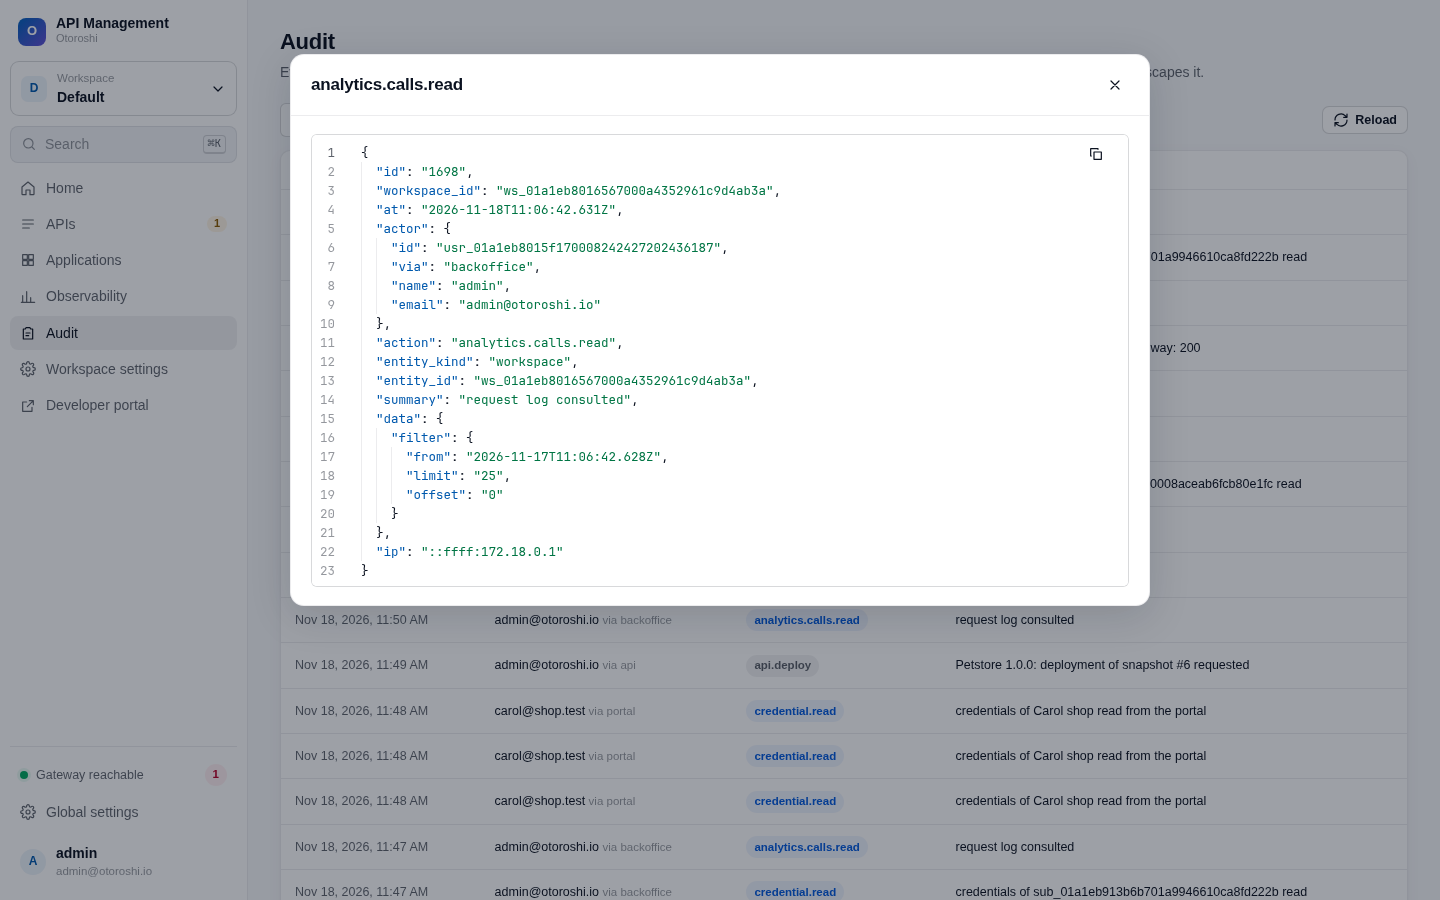 O
API Management
Otoroshi
D
Workspace
Default
Search
⌘K
Home
APIs
1
Applications
Observability
Audit
Workspace settings
Developer portal
Gateway reachable
1
Global settings
A
admin
admin@otoroshi.io
Audit
E
scapes it.
Reload
analytics.calls.read
1 {
2 "id": "1698",
3 "workspace_id": "ws_01a1eb8016567000a4352961c9d4ab3a",
4 "at": "2026-11-18T11:06:42.631Z",
5 "actor": {
6 "id": "usr_01a1eb8015f170008242427202436187",
7 "via": "backoffice",
8 "name": "admin",
9 "email": "admin@otoroshi.io"
10 },
11 "action": "analytics.calls.read",
12 "entity_kind": "workspace",
13 "entity_id": "ws_01a1eb8016567000a4352961c9d4ab3a",
14 "summary": "request log consulted",
15 "data": {
16 "filter": {
17 "from": "2026-11-17T11:06:42.628Z",
18 "limit": "25",
19 "offset": "0"
20 }
21 },
22 "ip": "::ffff:172.18.0.1"
23 }
01a9946610ca8fd222b read
way: 200
0008aceab6fcb80e1fc read
Nov 18, 2026, 11:50 AM admin@otoroshi.io via backoffice analytics.calls.read request log consulted
Nov 18, 2026, 11:49 AM admin@otoroshi.io via api api.deploy Petstore 1.0.0: deployment of snapshot #6 requested
Nov 18, 2026, 11:48 AM carol@shop.test via portal credential.read credentials of Carol shop read from the portal
Nov 18, 2026, 11:48 AM carol@shop.test via portal credential.read credentials of Carol shop read from the portal
Nov 18, 2026, 11:48 AM carol@shop.test via portal credential.read credentials of Carol shop read from the portal
Nov 18, 2026, 11:47 AM admin@otoroshi.io via backoffice analytics.calls.read request log consulted
Nov 18, 2026, 11:47 AM admin@otoroshi.io via backoffice credential.read credentials of sub_01a1eb913b6b701a9946610ca8fd222b read